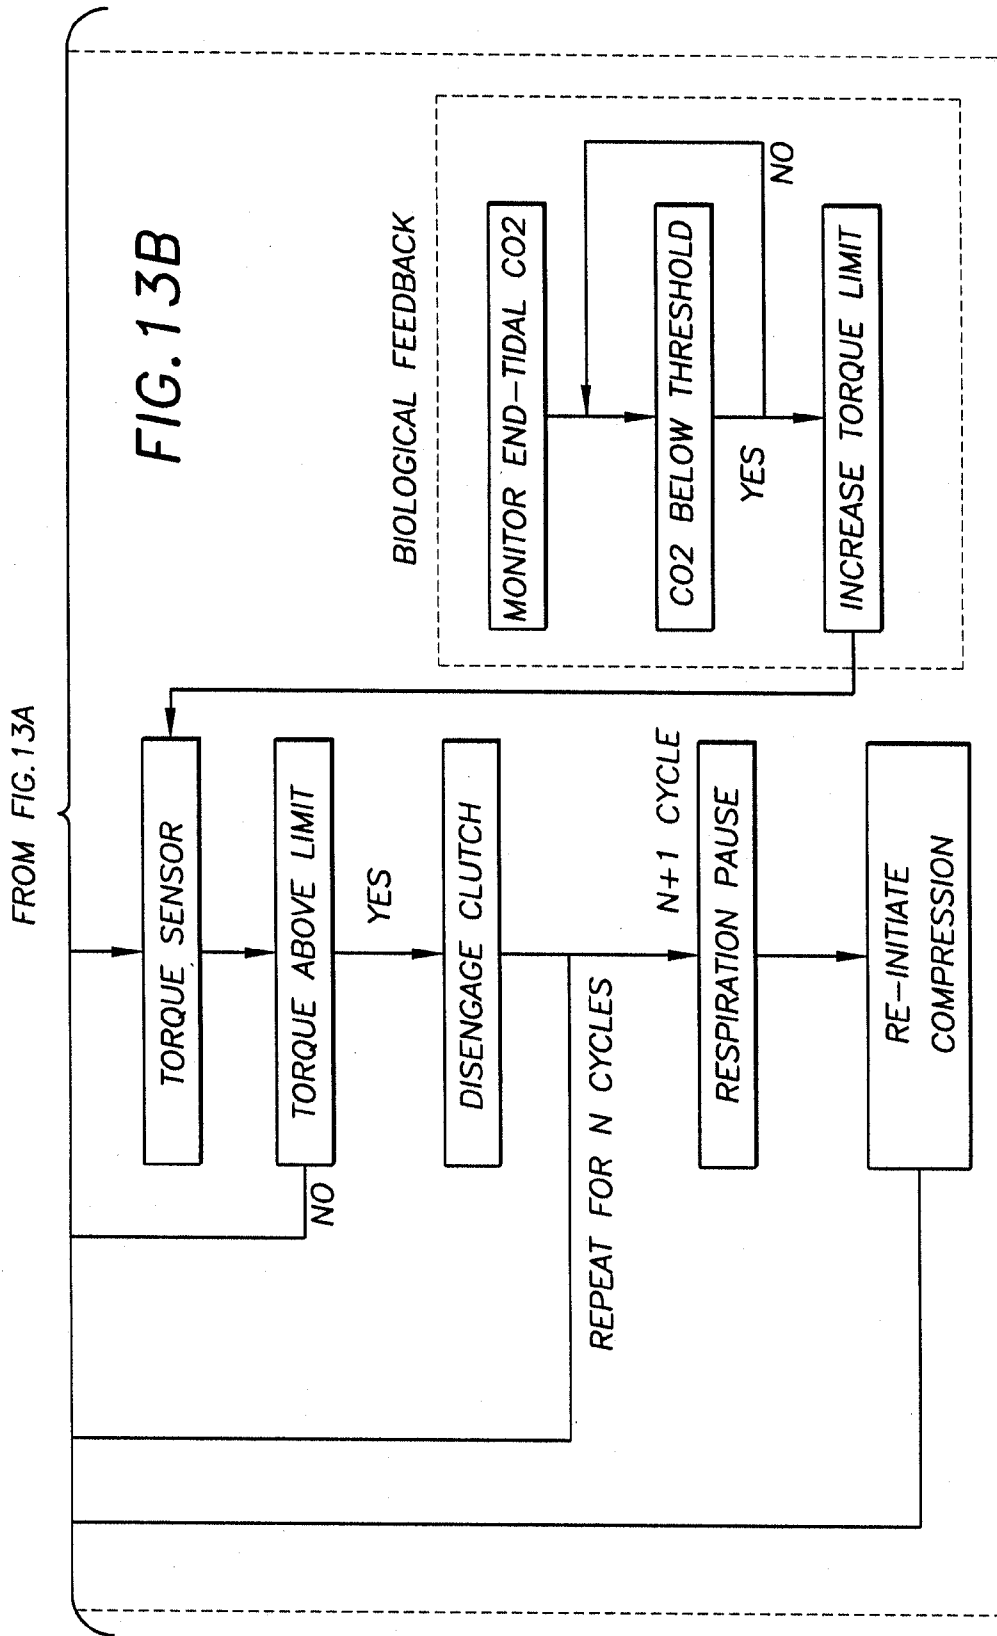 FROM FIG.13A
FIG.13B
TORQUE SENSOR
TORQUE ABOVE LIMIT
NO
YES
DISENGAGE CLUTCH
REPEAT FOR N CYCLES
N+1 CYCLE
RESPIRATION PAUSE
RE-INITIATE
COMPRESSION
BIOLOGICAL FEEDBACK
MONITOR END-TIDAL CO2
CO2 BELOW THRESHOLD
NO
YES
INCREASE TORQUE LIMIT